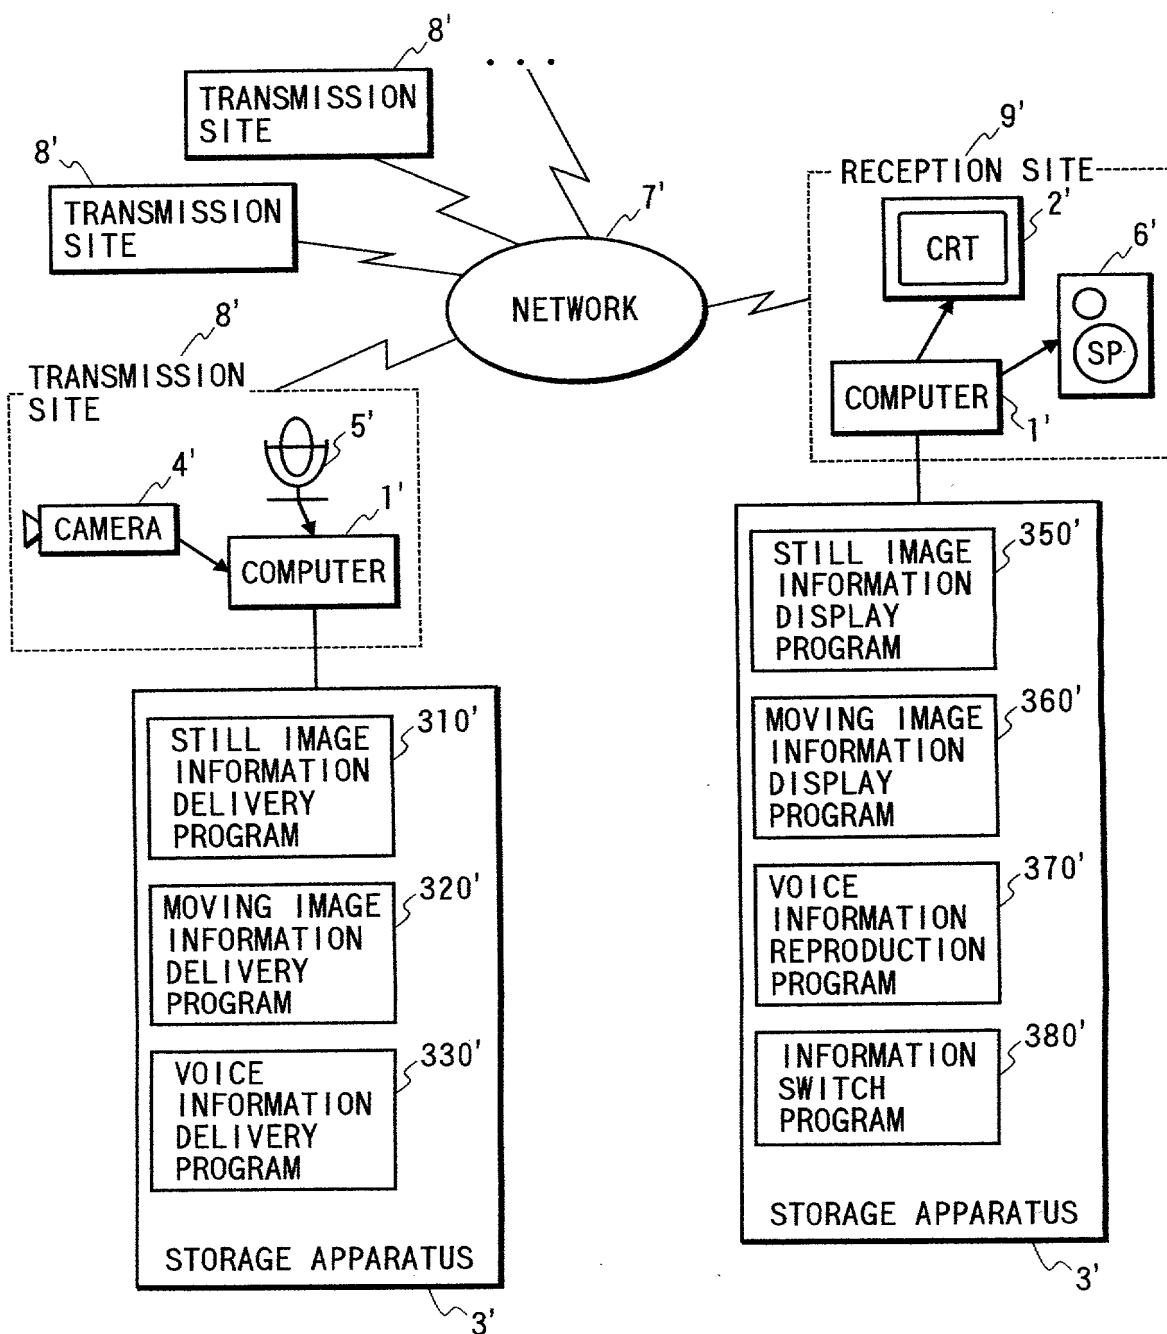 8'
• • •
TRANSMISSION
SITE
8'
TRANSMISSION
SITE
7'
NETWORK
9'
RECEPTION SITE
2'
CRT
6'
SP
COMPUTER
1'
8'
TRANSMISSION
SITE
5'
4'
CAMERA
1'
COMPUTER
310'
STILL IMAGE
INFORMATION
DELIVERY
PROGRAM
320'
MOVING IMAGE
INFORMATION
DELIVERY
PROGRAM
330'
VOICE
INFORMATION
DELIVERY
PROGRAM
STORAGE APPARATUS
3'
350'
STILL IMAGE
INFORMATION
DISPLAY
PROGRAM
360'
MOVING IMAGE
INFORMATION
DISPLAY
PROGRAM
370'
VOICE
INFORMATION
REPRODUCTION
PROGRAM
380'
INFORMATION
SWITCH
PROGRAM
STORAGE APPARATUS
3'